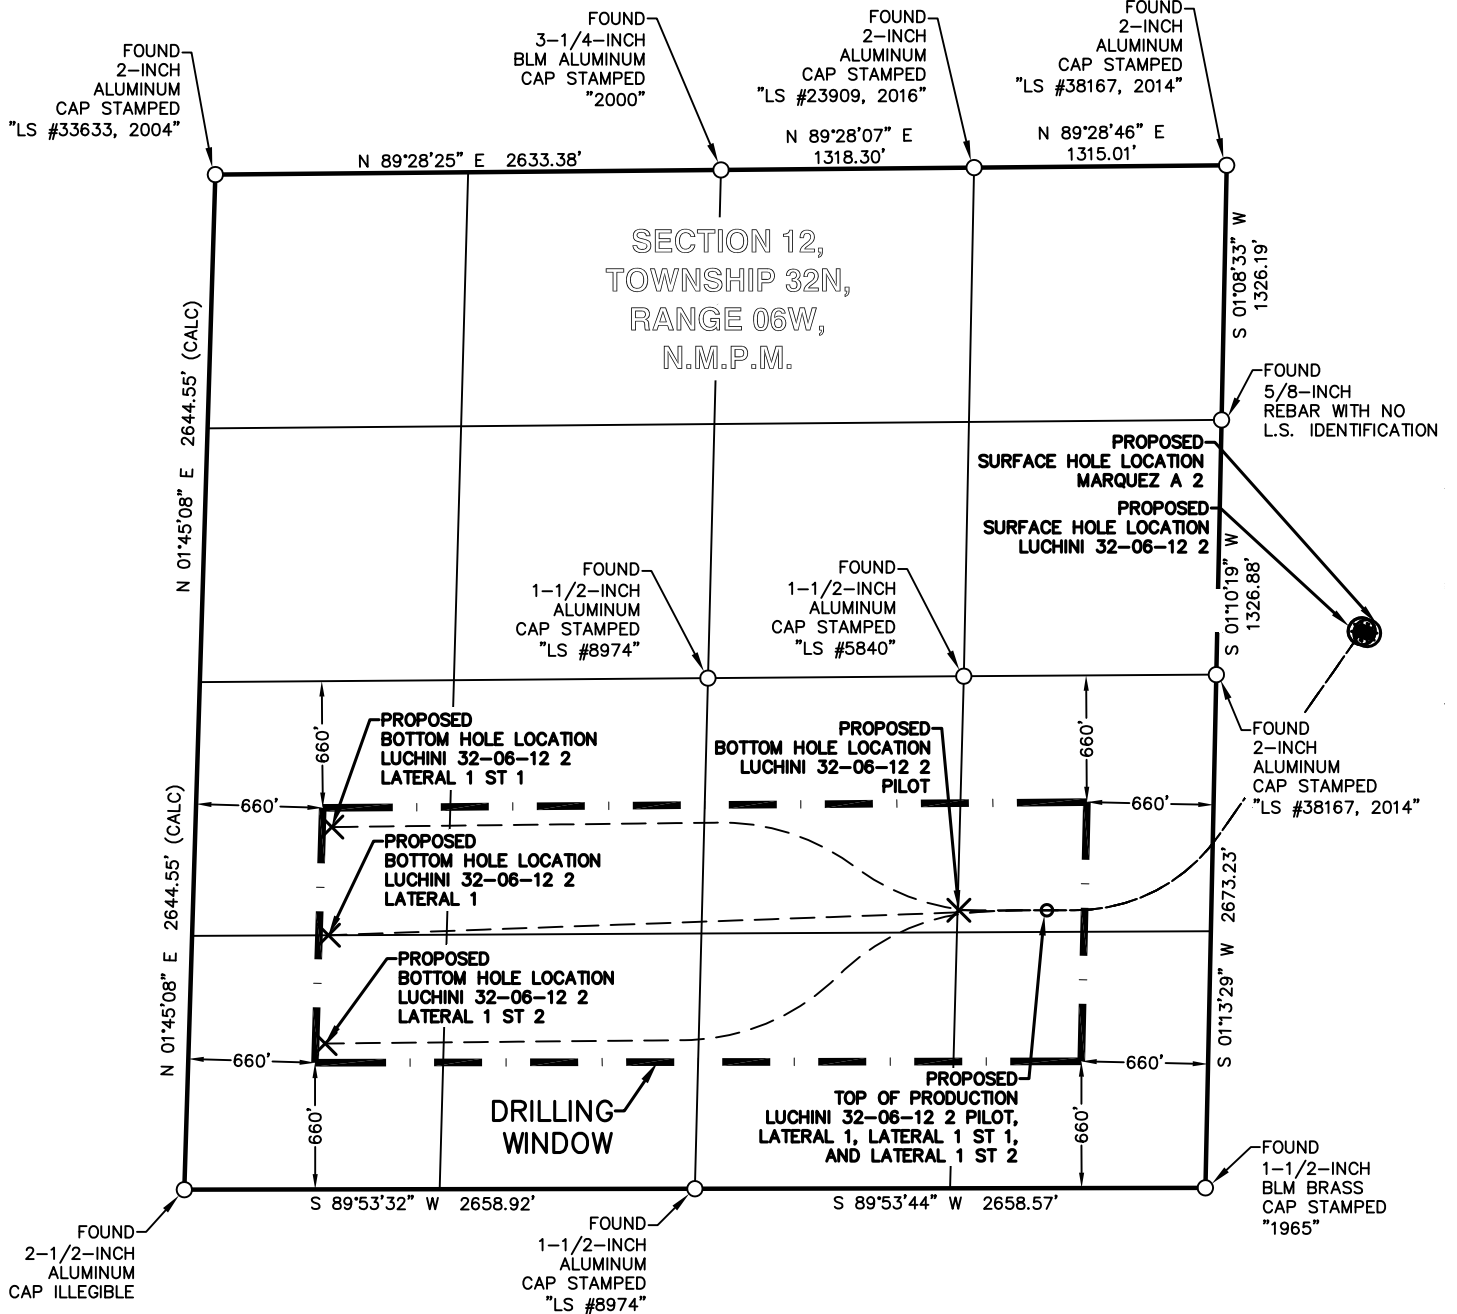 FOUND
2-INCH
ALUMINUM
CAP STAMPED
"LS #33633, 2004"
FOUND
3-1/4-INCH
BLM ALUMINUM
CAP STAMPED
"2000"
FOUND
2-INCH
ALUMINUM
CAP STAMPED
"LS #23909, 2016"
FOUND
2-INCH
ALUMINUM
CAP STAMPED
"LS #38167, 2014"
N 89°28'25" E 2633.38'
N 89°28'07" E
1318.30'
N 89°28'46" E
1315.01'
SECTION 12,
TOWNSHIP 32N,
RANGE 06W,
N.M.P.M.
S 01°08'33" W
1326.19'
N 01°45'08" E 2644.55' (CALC)
FOUND
5/8-INCH
REBAR WITH NO
L.S. IDENTIFICATION
PROPOSED
SURFACE HOLE LOCATION
MARQUEZ A 2
PROPOSED
SURFACE HOLE LOCATION
LUCHINI 32-06-12 2
S 01°10'19" W
1326.88'
FOUND
1-1/2-INCH
ALUMINUM
CAP STAMPED
"LS #8974"
FOUND
1-1/2-INCH
ALUMINUM
CAP STAMPED
"LS #5840"
660'
PROPOSED
BOTTOM HOLE LOCATION
LUCHINI 32-06-12 2
LATERAL 1 ST 1
PROPOSED
BOTTOM HOLE LOCATION
LUCHINI 32-06-12 2
PILOT
660'
FOUND
2-INCH
ALUMINUM
CAP STAMPED
"LS #38167, 2014"
660'
660'
PROPOSED
BOTTOM HOLE LOCATION
LUCHINI 32-06-12 2
LATERAL 1
N 01°45'08" E 2644.55' (CALC)
S 01°13'29" W 2673.23'
PROPOSED
BOTTOM HOLE LOCATION
LUCHINI 32-06-12 2
LATERAL 1 ST 2
660'
660'
DRILLING
WINDOW
PROPOSED
TOP OF PRODUCTION
LUCHINI 32-06-12 2 PILOT,
LATERAL 1, LATERAL 1 ST 1,
AND LATERAL 1 ST 2
660'
660'
S 89°53'32" W 2658.92'
S 89°53'44" W 2658.57'
FOUND
1-1/2-INCH
BLM BRASS
CAP STAMPED
"1965"
FOUND
2-1/2-INCH
ALUMINUM
CAP ILLEGIBLE
FOUND
1-1/2-INCH
ALUMINUM
CAP STAMPED
"LS #8974"